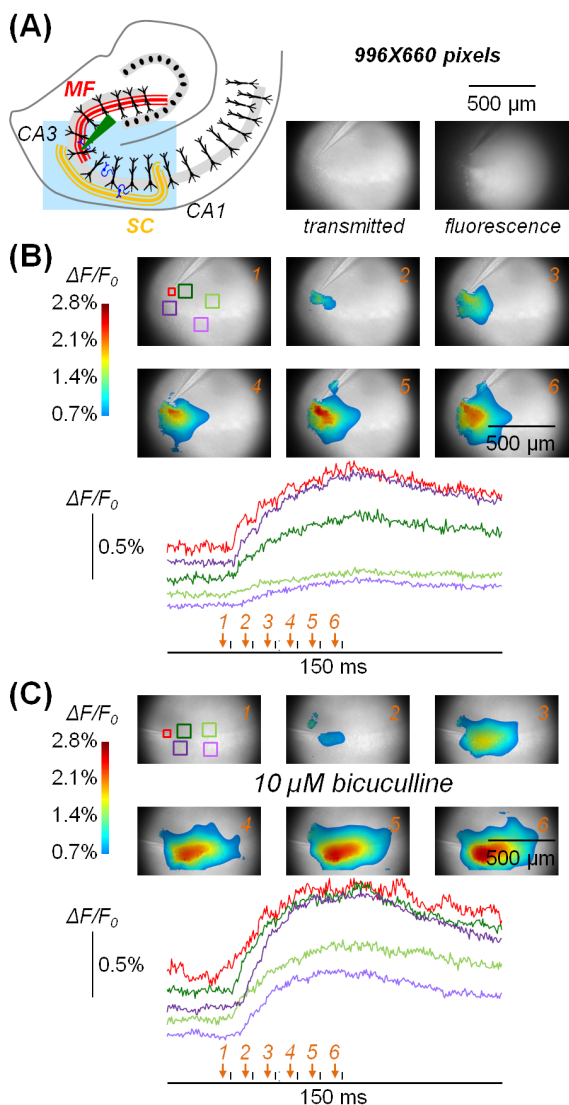 (A)
996X660 pixels
MF
500 µm
CA3
CA1
SC
transmitted
fluorescence
(B)
ΔF/F0
1
2
3
2.8%
2.1%
1.4%
0.7%
4
5
6
500 µm
ΔF/F0
0.5%
1 2 3 4 5 6
150 ms
(C)
ΔF/F0
1
2
3
2.8%
2.1%
1.4%
0.7%
10 µM bicuculline
4
5
6
500 µm
ΔF/F0
0.5%
1 2 3 4 5 6
150 ms